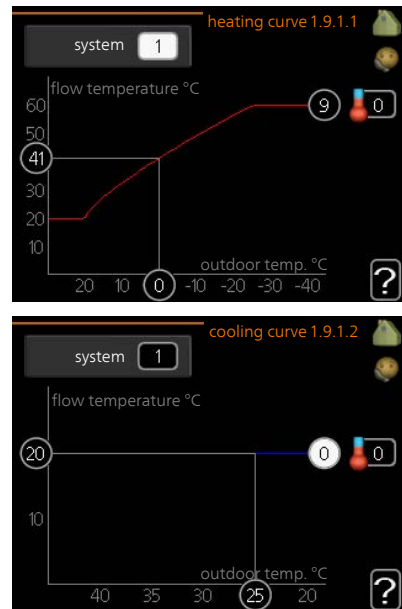 heating curve 1.9.1.1
system 1
flow temperature °C
60
9 0
50
41
30
20
10
outdoor temp. °C
20 10 0 -10 -20 -30 -40
?
cooling curve 1.9.1.2
system 1
flow temperature °C
20 0 0
10
outdoor temp. °C
40 35 30 25 20
?